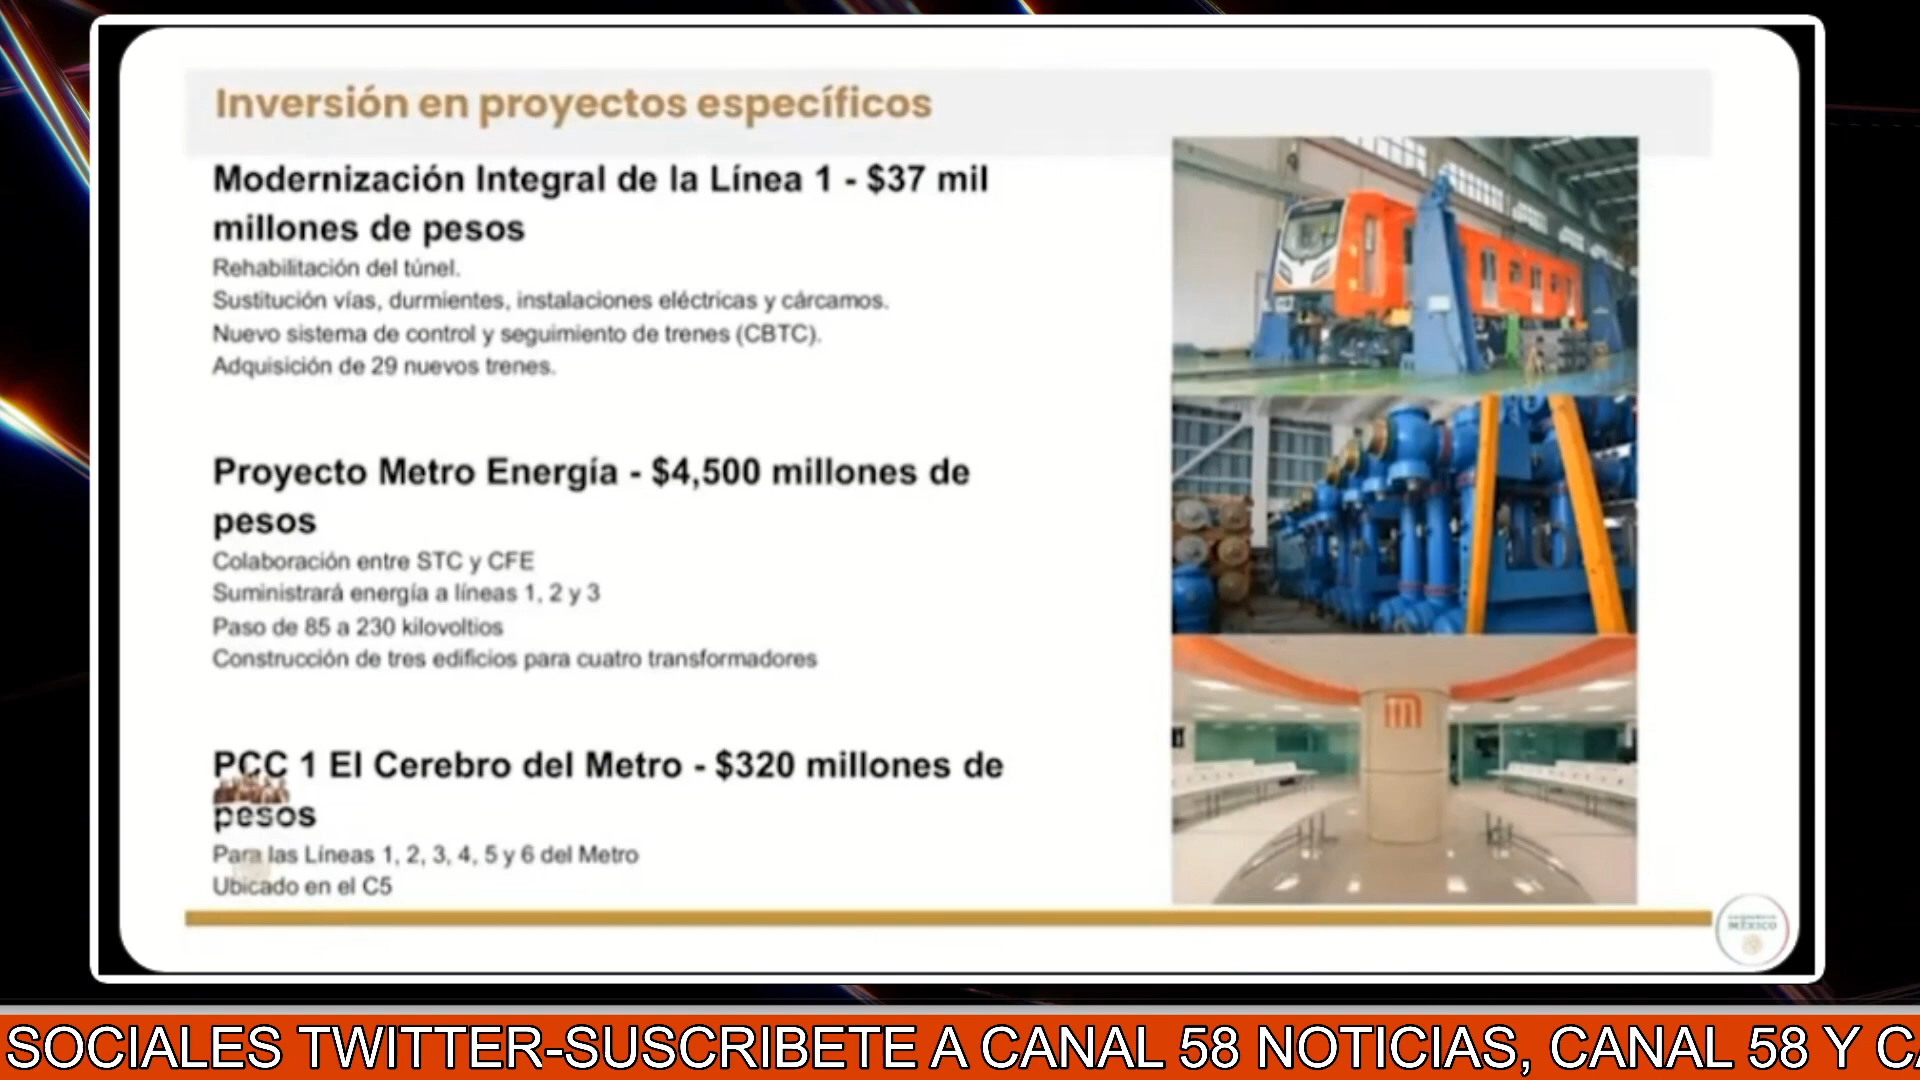 Inversión en proyectos específicos
Modernización Integral de la Línea 1 - $37 mil
millones de pesos
Rehabilitación del túnel.
Sustitución vías, durmientes, instalaciones eléctricas y cárcamos.
Nuevo sistema de control y seguimiento de trenes (CBTC).
Adquisición de 29 nuevos trenes.
Proyecto Metro Energía - $4,500 millones de
pesos
Colaboración entre STC y CFE
Suministrará energía a líneas 1, 2 y 3
Paso de 85 a 230 kilovoltios
Construcción de tres edificios para cuatro transformadores
PCC 1 El Cerebro del Metro - $320 millones de
pesos
Para las Líneas 1, 2, 3, 4, 5 y 6 del Metro
Ubicado en el C5
MÉXICO
SOCIALES TWITTER-SUSCRIBETE A CANAL 58 NOTICIAS, CANAL 58 Y CA